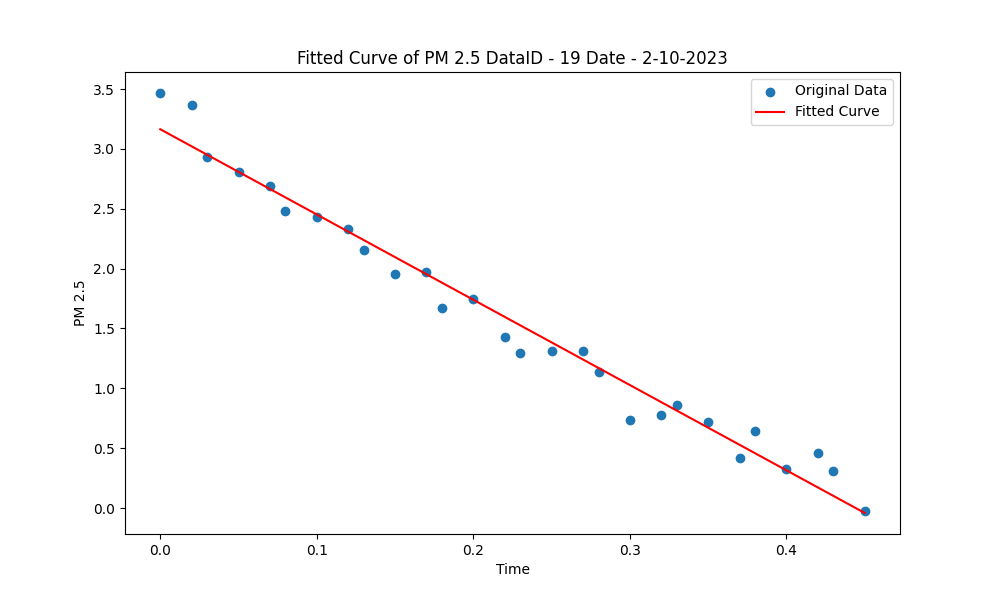 Fitted Curve of PM 2.5 DataID - 19 Date - 2-10-2023
Original Data
Fitted Curve
3.5
3.0
2.5
2.0
1.5
1.0
0.5
0.0
PM 2.5
0.0 0.1 0.2 0.3 0.4
Time